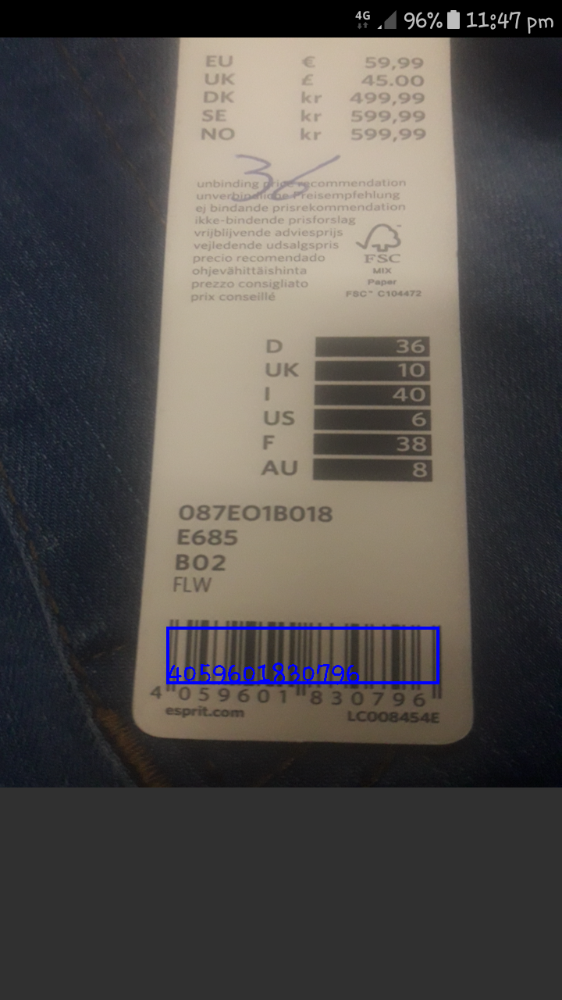 4G 96% 11:47 pm
EU € 59,99
UK £ 45.00
DK kr 499,99
SE kr 599,99
NO kr 599,99
36
unbinding price recommendation
unverbindliche Preisempfehlung
ej bindande prisrekommendation
ikke-bindende prisforslag
vrijblijvende adviesprijs
vejledende udsalgspris
precio recomendado
ohjevähittäishinta
prezzo consigliato
prix conseillé
FSC
MIX
Paper
FSC™ C104472
D 36
UK 10
I 40
US 6
F 38
AU 8
087EO1B018
E685
B02
FLW
4059601830796
4 059601 830796
esprit.com LC008454E